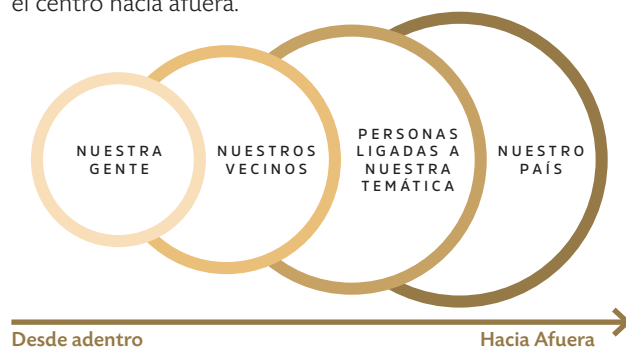 el centro hacia afuera.
NUESTRA
GENTE
NUESTROS
VECINOS
PERSONAS
LIGADAS A
NUESTRA
TEMÁTICA
NUESTRO
PAÍS
Desde adentro
Hacia Afuera